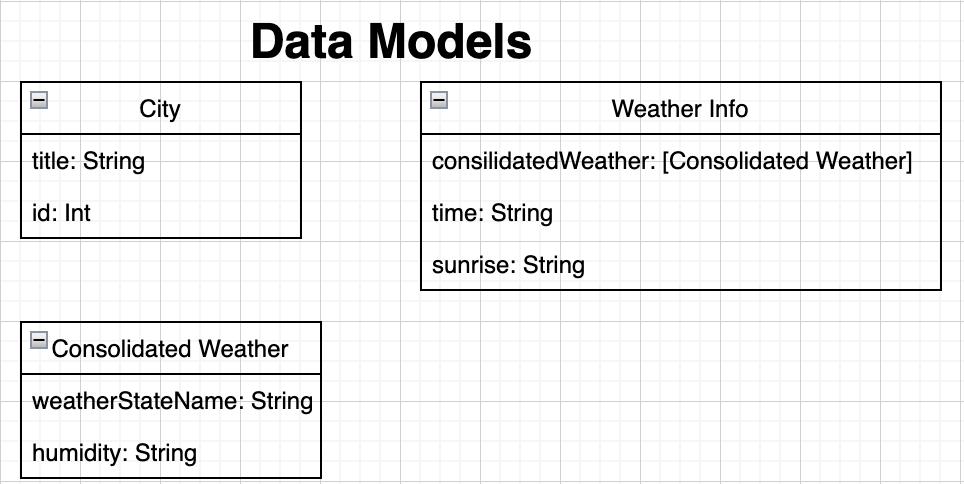 Data Models
City
title: String
id: Int
Weather Info
consilidatedWeather: [Consolidated Weather]
time: String
sunrise: String
Consolidated Weather
weatherStateName: String
humidity: String